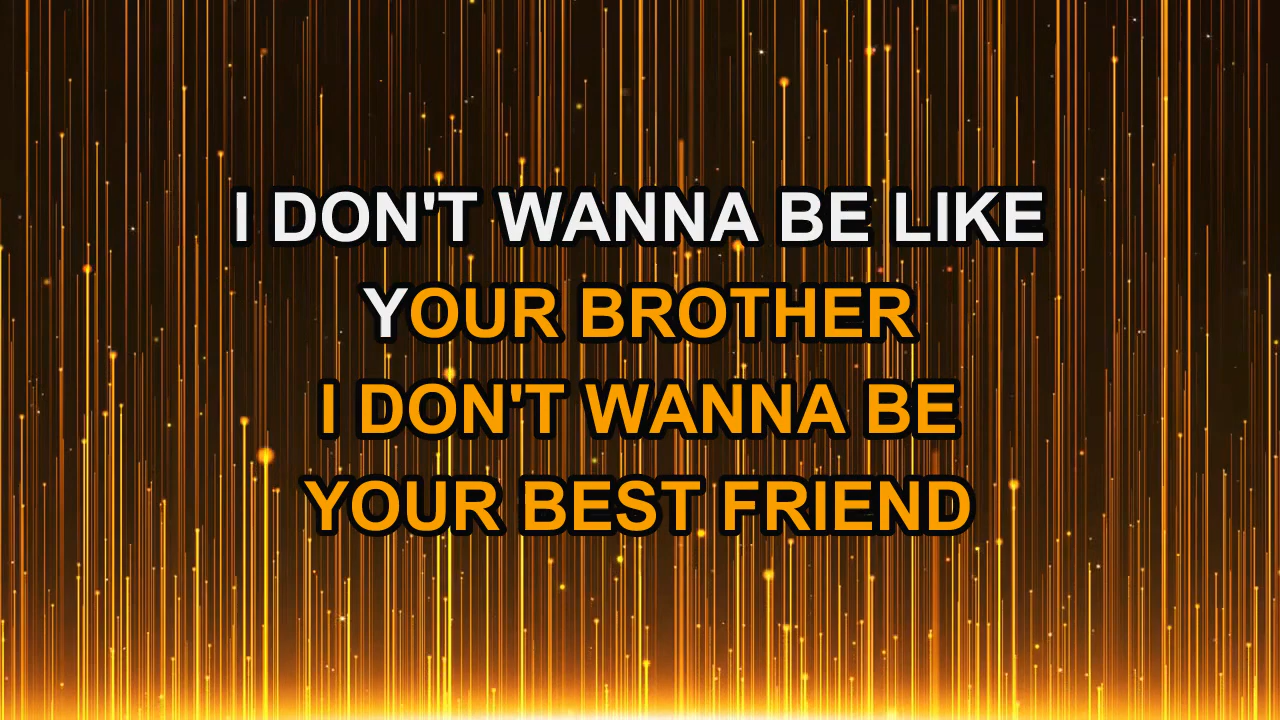 I DON'T WANNA BE LIKE
YOUR BROTHER
I DON'T WANNA BE
YOUR BEST FRIEND